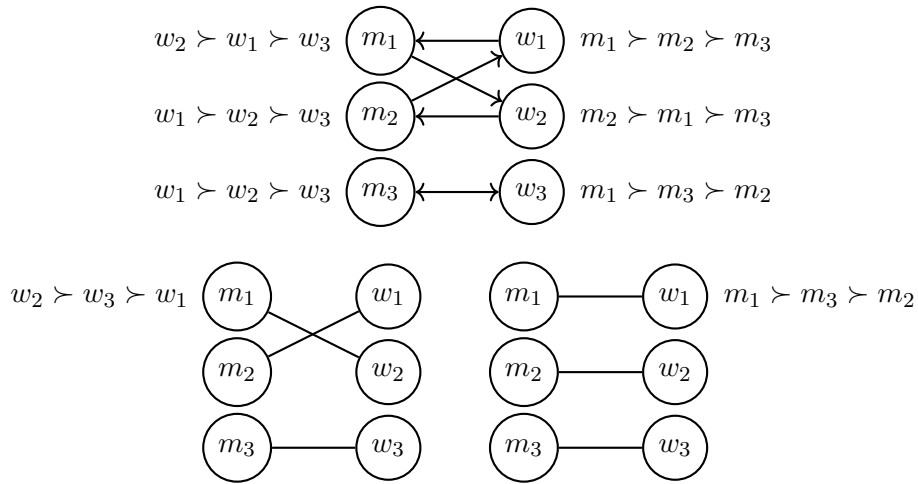 w₂ ≻ w₁ ≻ w₃ m₁ w₁ m₁ ≻ m₂ ≻ m₃
w₁ ≻ w₂ ≻ w₃ m₂ w₂ m₂ ≻ m₁ ≻ m₃
w₁ ≻ w₂ ≻ w₃ m₃ w₃ m₁ ≻ m₃ ≻ m₂
w₂ ≻ w₃ ≻ w₁ m₁ w₁ m₁ w₁ m₁ ≻ m₃ ≻ m₂
m₂ w₂ m₂ w₂
m₃ w₃ m₃ w₃